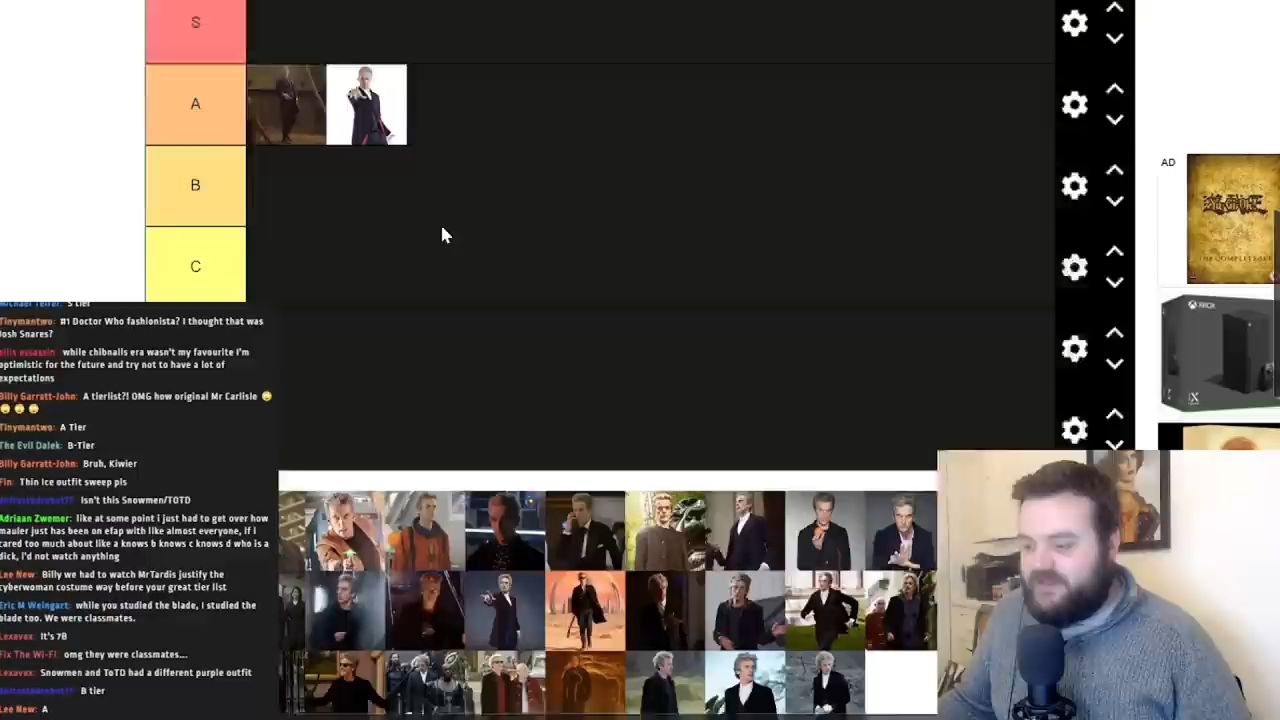 S
A
B
C
AD
XBOX
Michael Telfer: S tier
Tinymantwo: #1 Doctor Who fashionista? I thought that was
Josh Snares?
while chibnalls era wasn't my favourite I'm
optimistic for the future and try not to have a lot of
expectations
Billy Garratt-John: A tierlist?! OMG how original Mr Carlisle
Tinymantwo: A Tier
The Evil Dalek: B-Tier
Billy Garratt-John: Bruh, Kiwier
Fin: Thin Ice outfit sweep pls
Isn't this Snowmen/TOTD
Adriaan Zwemer: like at some point i just had to get over how
mauler just has been on efap with like almost everyone, if i
cared too much about like a knows b knows c knows d who is a
dick, I'd not watch anything
Lee New: Billy we had to watch MrTardis justify the
cyberwoman costume way before your great tier list
Eric M Weingart: while you studied the blade, I studied the
blade too. We were classmates.
Lexavax: It's 7B
Fix The Wi-Fi: omg they were classmates...
Lexavax: Snowmen and ToTD had a different purple outfit
B tier
Lee New: A